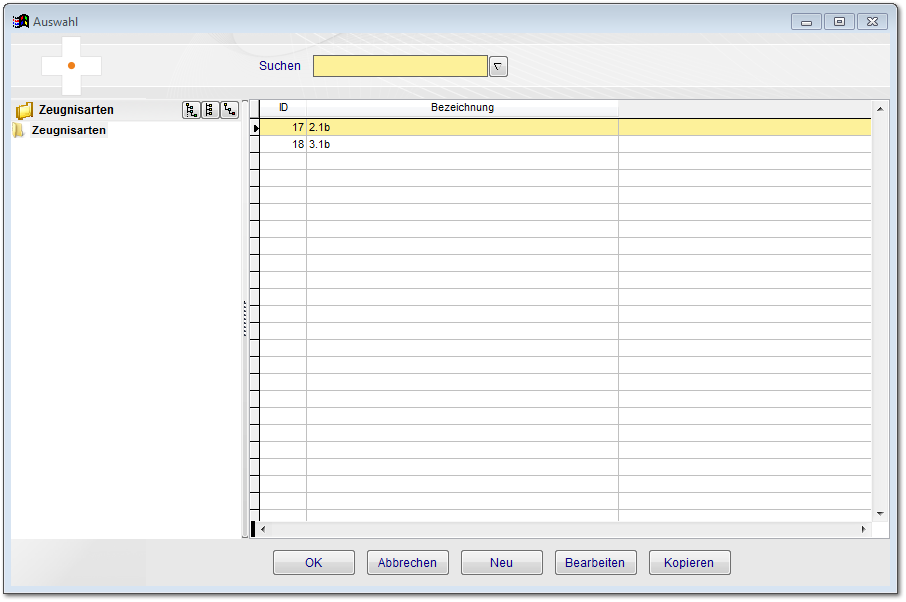 Auswahl
Suchen
Zeugnisarten
Zeugnisarten
ID Bezeichnung
17 2.1b
18 3.1b
OK Abbrechen Neu Bearbeiten Kopieren